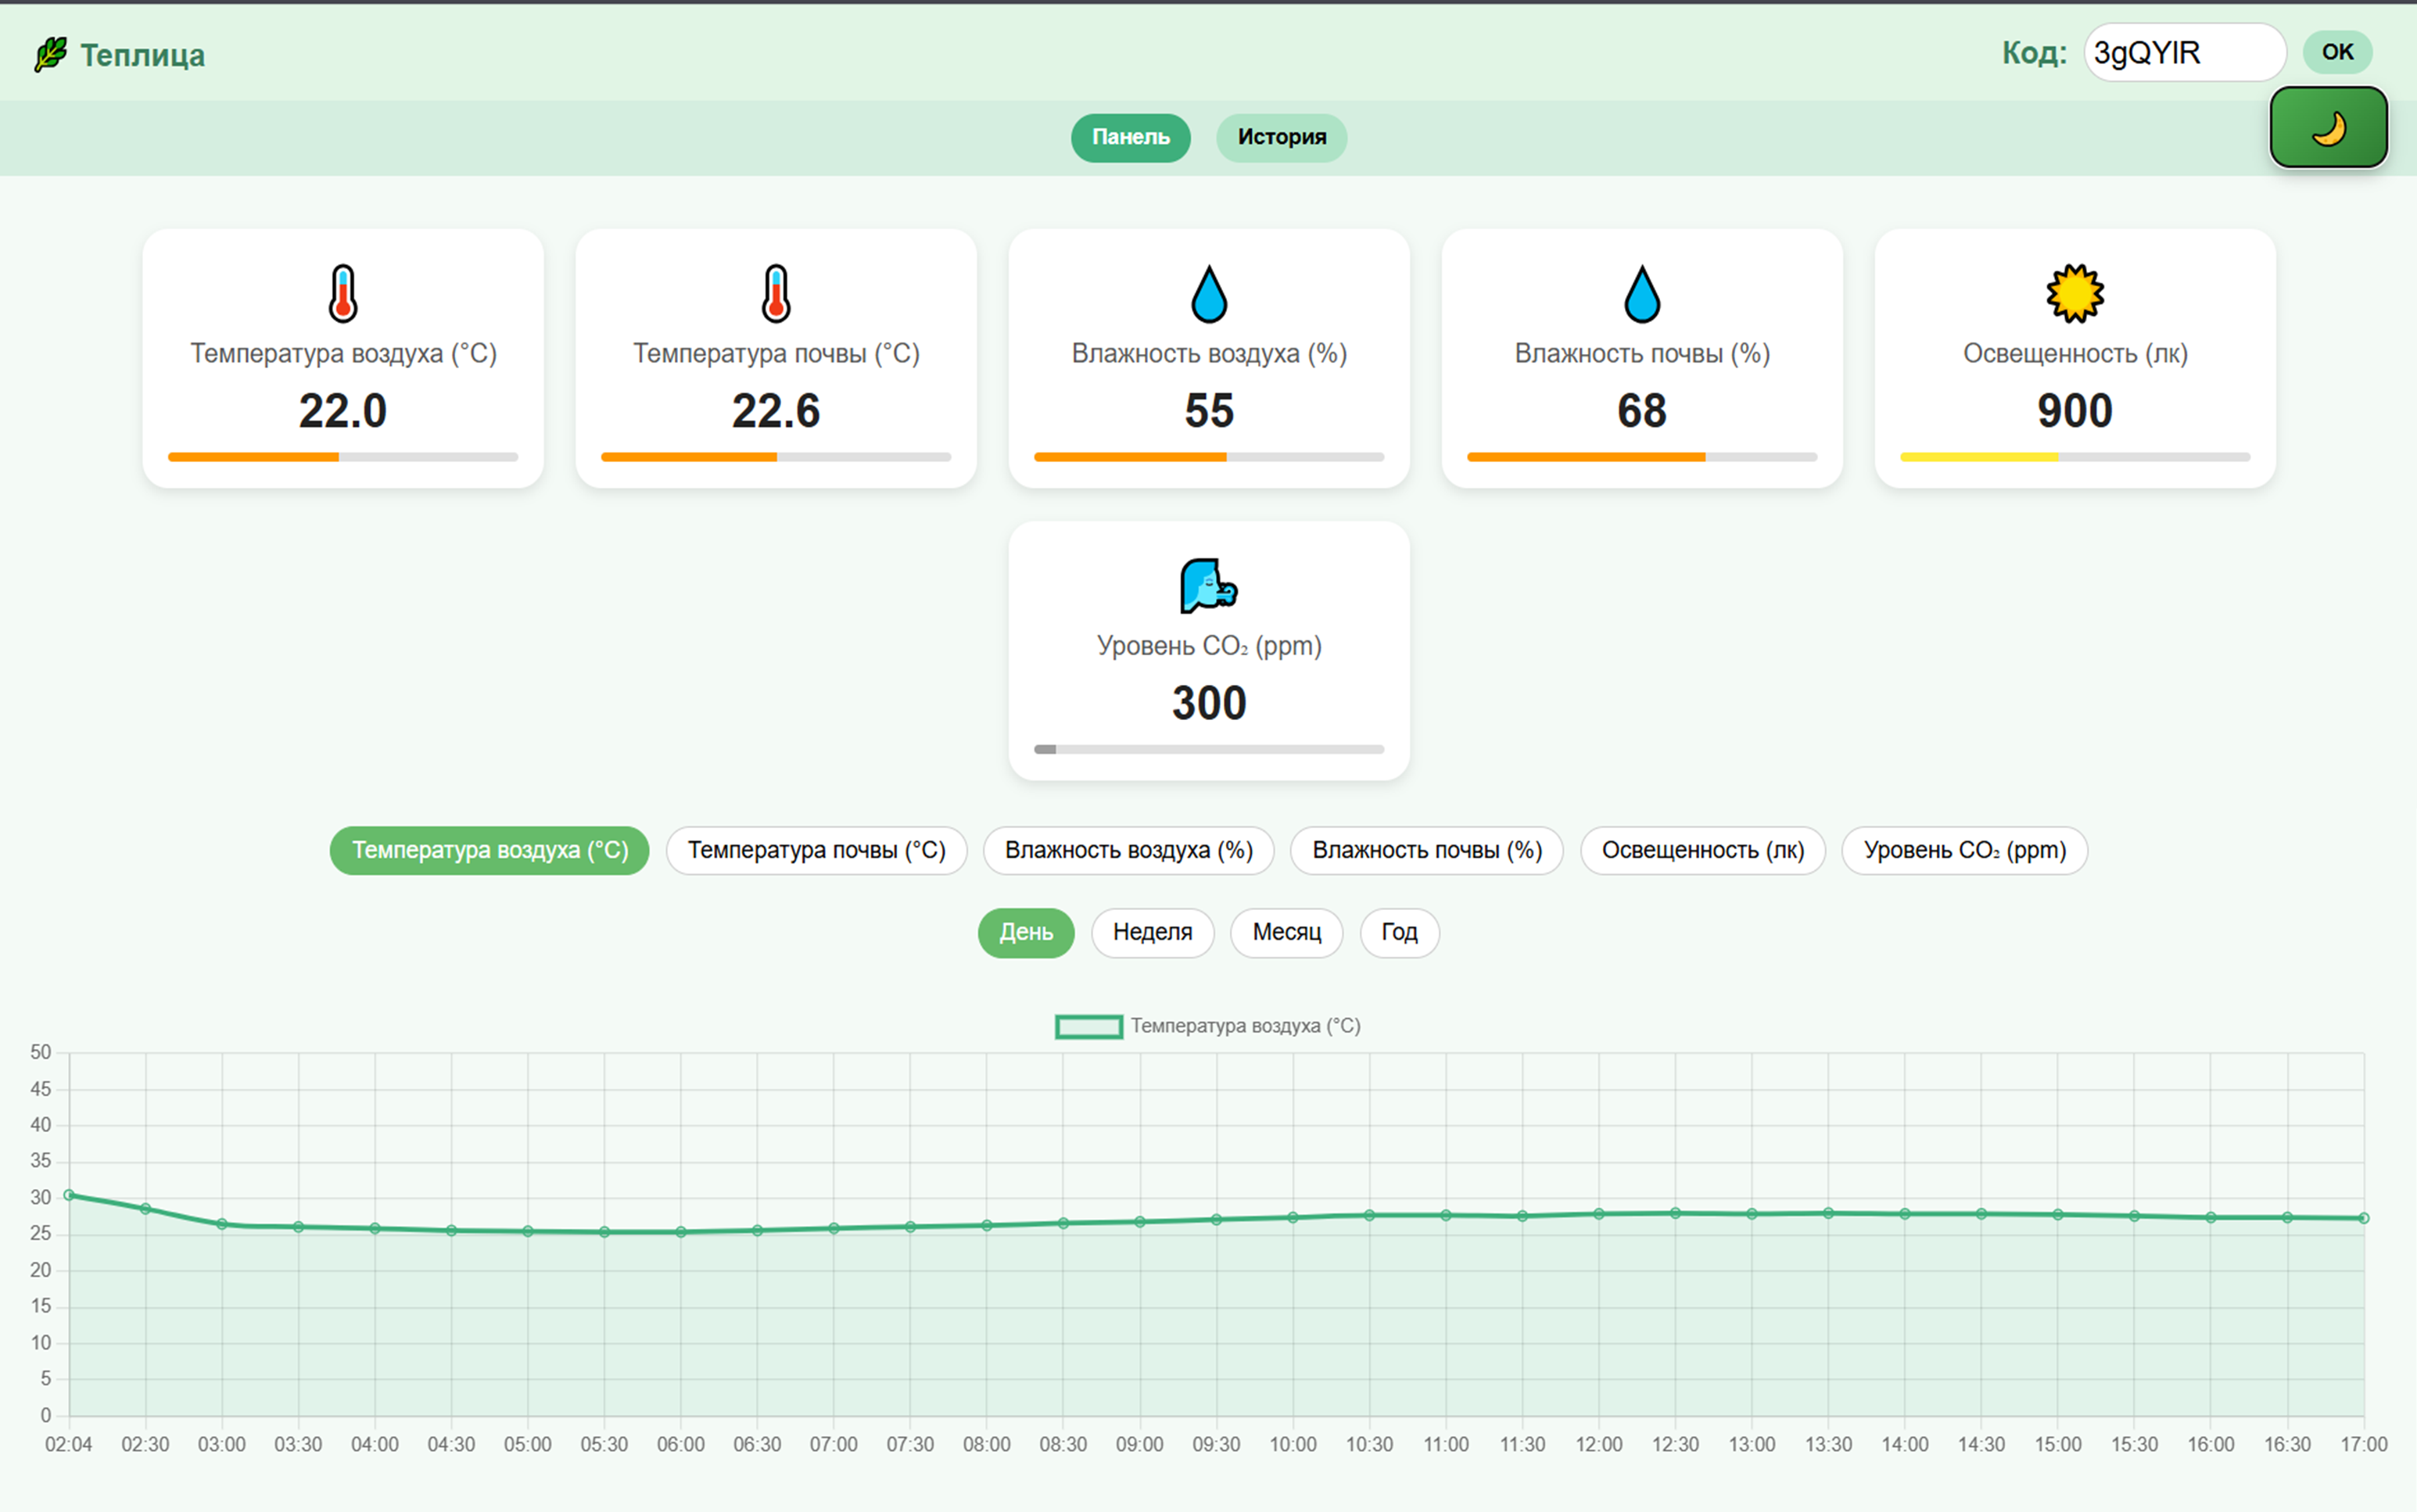 Теплица
Код: 3gQYlR OK
Панель История
Температура воздуха (°C) Температура почвы (°C) Влажность воздуха (%) Влажность почвы (%) Освещенность (лк)
22.0 22.6 55 68 900
Уровень CO₂ (ppm)
300
Температура воздуха (°C) Температура почвы (°C) Влажность воздуха (%) Влажность почвы (%) Освещенность (лк) Уровень CO₂ (ppm)
День Неделя Месяц Год
Температура воздуха (°C)
50
45
40
35
30
25
20
15
10
5
0
02:04 02:30 03:00 03:30 04:00 04:30 05:00 05:30 06:00 06:30 07:00 07:30 08:00 08:30 09:00 09:30 10:00 10:30 11:00 11:30 12:00 12:30 13:00 13:30 14:00 14:30 15:00 15:30 16:00 16:30 17:00